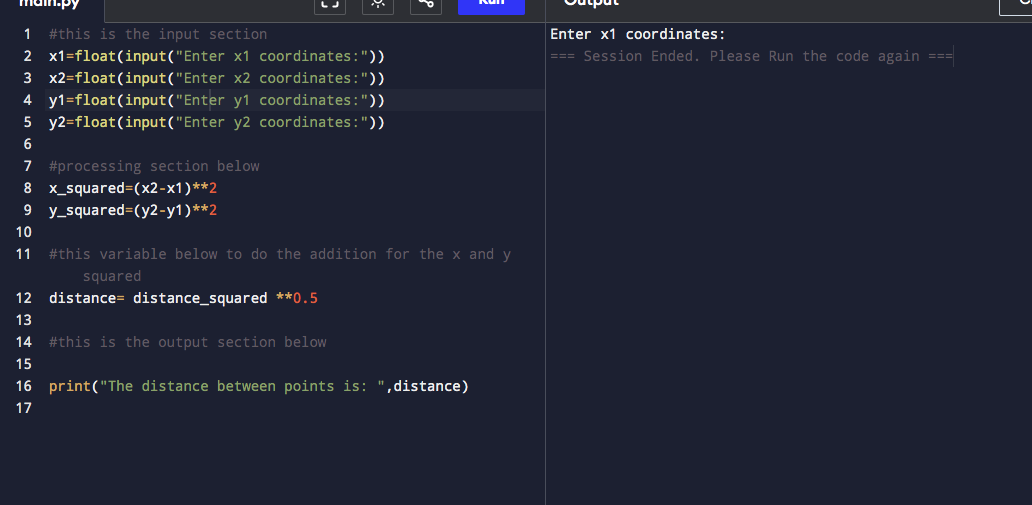 main.py
Run
Output
1 #this is the input section
2 x1=float(input("Enter x1 coordinates:"))
3 x2=float(input("Enter x2 coordinates:"))
4 y1=float(input("Enter y1 coordinates:"))
5 y2=float(input("Enter y2 coordinates:"))
6
7 #processing section below
8 x_squared=(x2-x1)**2
9 y_squared=(y2-y1)**2
10
11 #this variable below to do the addition for the x and y
squared
12 distance= distance_squared **0.5
13
14 #this is the output section below
15
16 print("The distance between points is: ",distance)
17
Enter x1 coordinates:
=== Session Ended. Please Run the code again ===